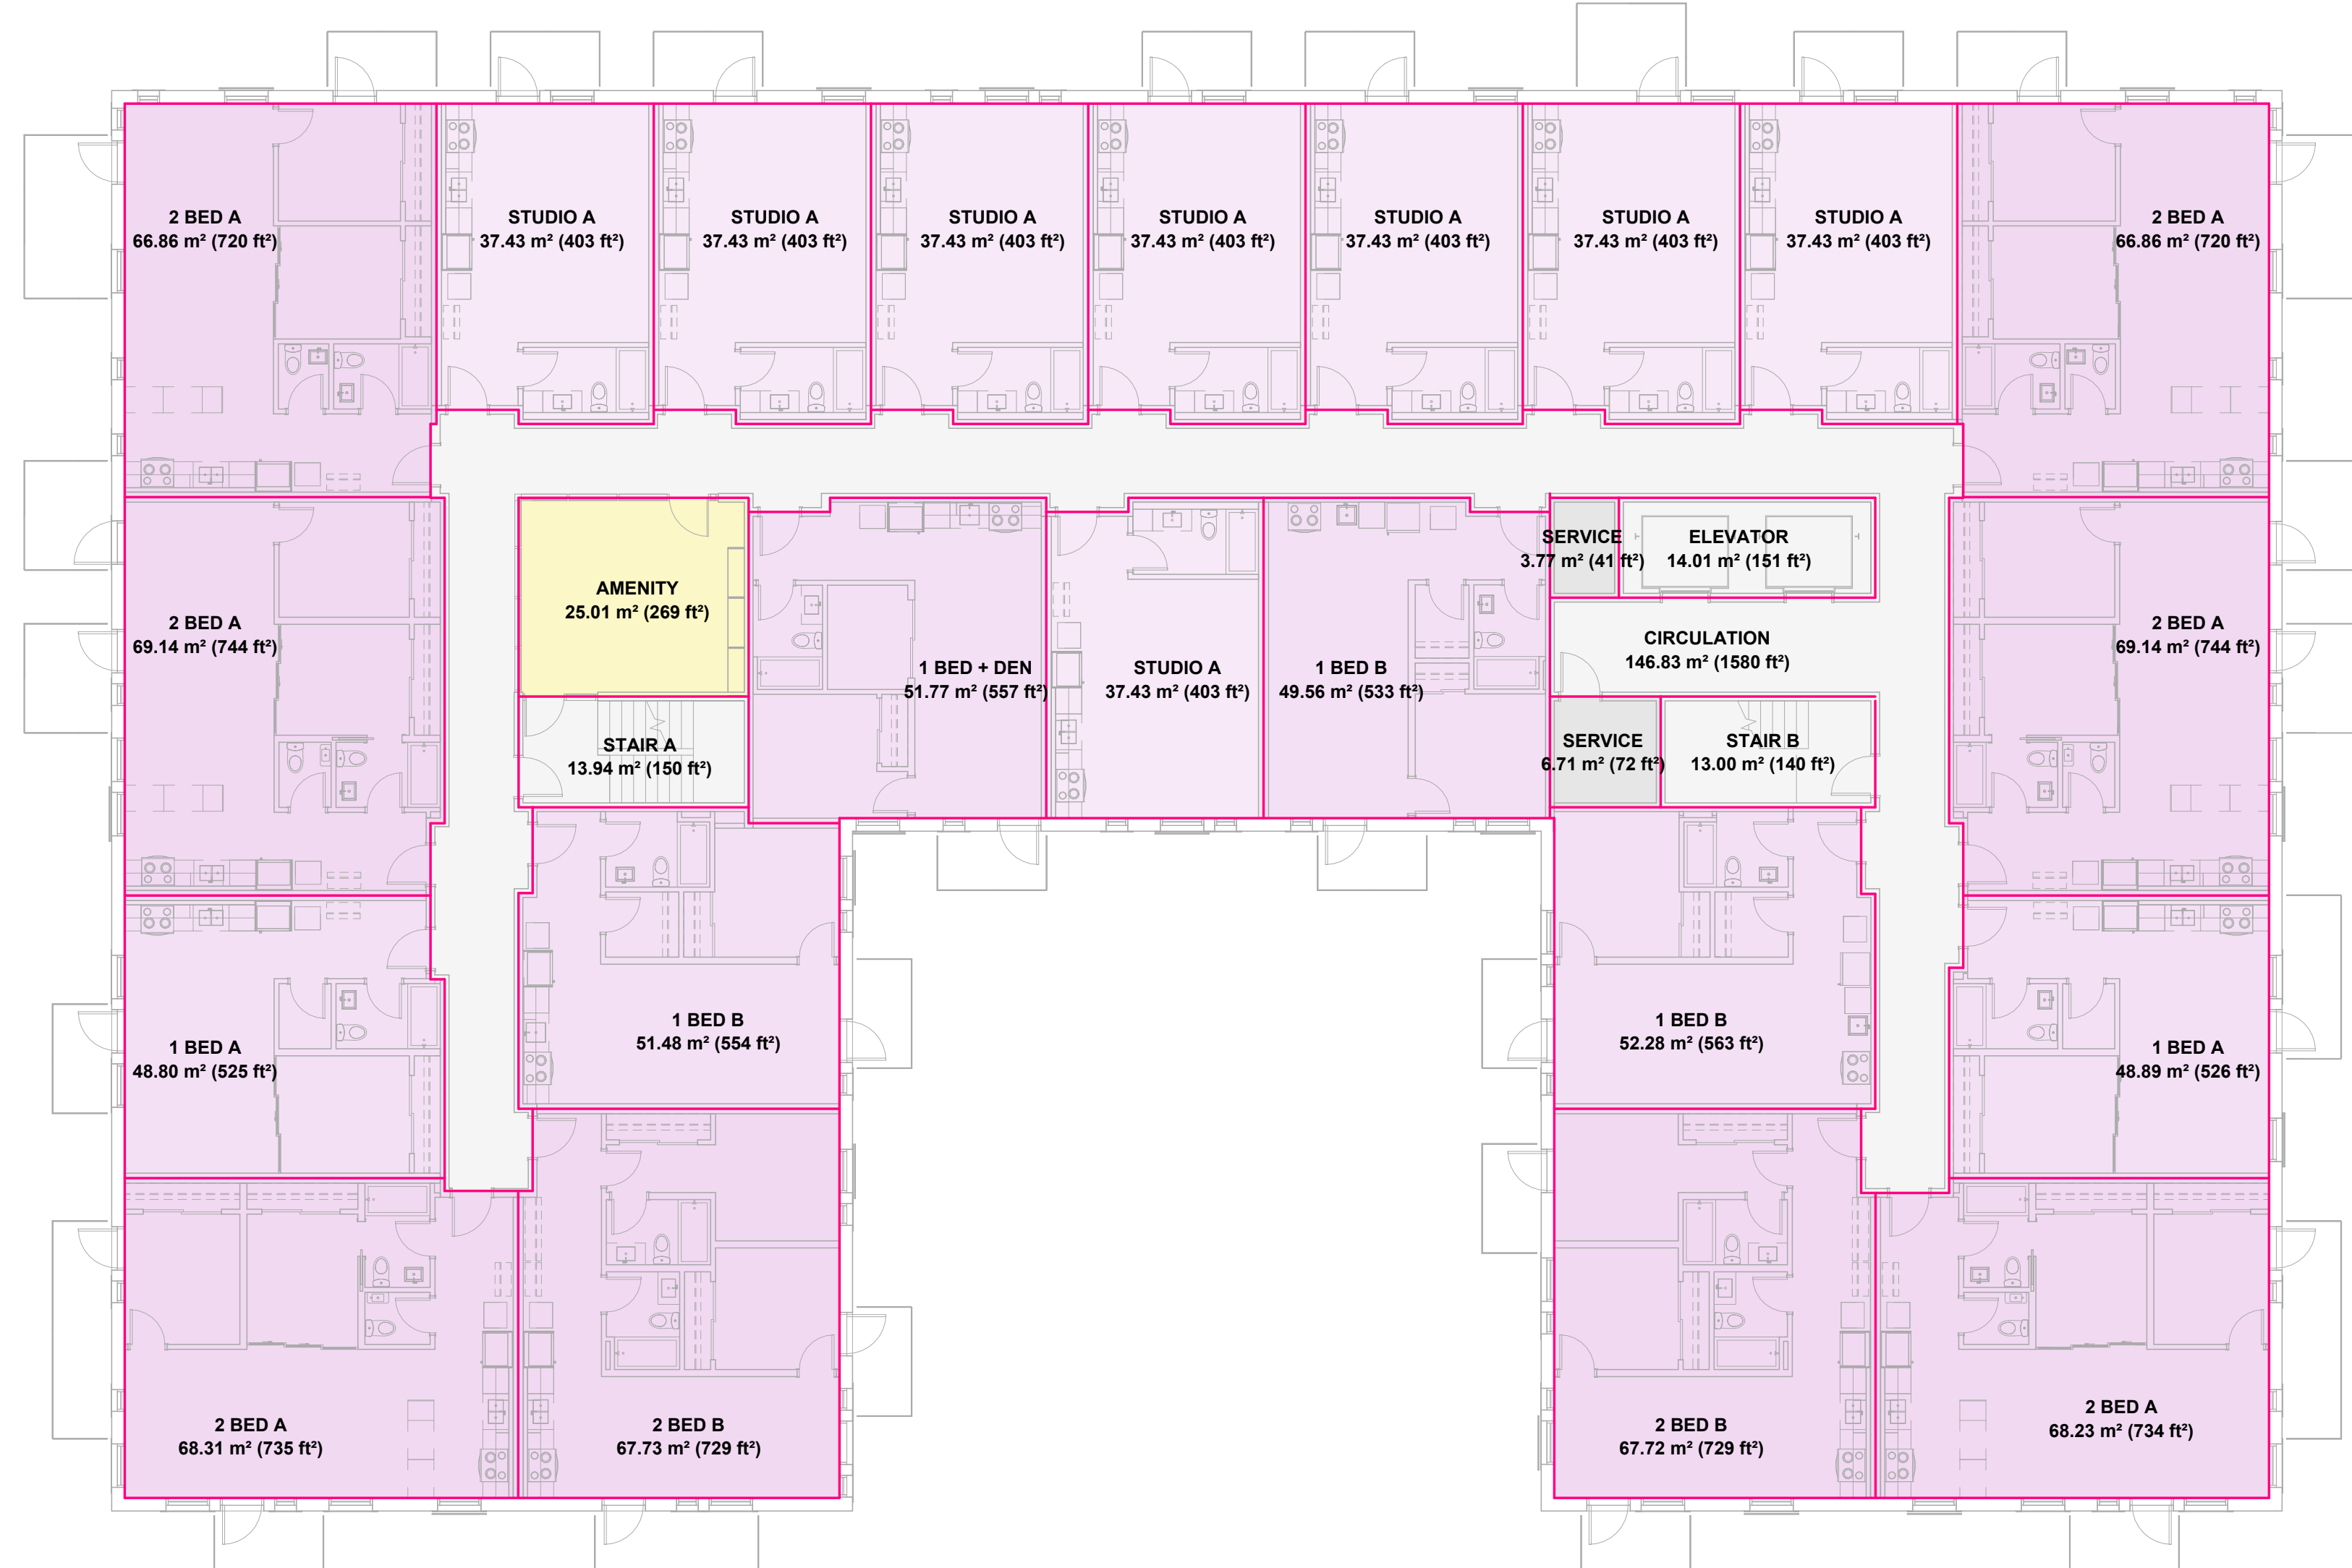 2 BED A
66.86 m² (720 ft²)
STUDIO A
37.43 m² (403 ft²)
STUDIO A
37.43 m² (403 ft²)
STUDIO A
37.43 m² (403 ft²)
STUDIO A
37.43 m² (403 ft²)
STUDIO A
37.43 m² (403 ft²)
STUDIO A
37.43 m² (403 ft²)
STUDIO A
37.43 m² (403 ft²)
2 BED A
66.86 m² (720 ft²)
2 BED A
69.14 m² (744 ft²)
AMENITY
25.01 m² (269 ft²)
1 BED + DEN
51.77 m² (557 ft²)
STUDIO A
37.43 m² (403 ft²)
1 BED B
49.56 m² (533 ft²)
SERVICE
3.77 m² (41 ft²)
ELEVATOR
14.01 m² (151 ft²)
CIRCULATION
146.83 m² (1580 ft²)
2 BED A
69.14 m² (744 ft²)
STAIR A
13.94 m² (150 ft²)
SERVICE
6.71 m² (72 ft²)
STAIR B
13.00 m² (140 ft²)
1 BED A
48.80 m² (525 ft²)
1 BED B
51.48 m² (554 ft²)
1 BED B
52.28 m² (563 ft²)
1 BED A
48.89 m² (526 ft²)
2 BED A
68.31 m² (735 ft²)
2 BED B
67.73 m² (729 ft²)
2 BED B
67.72 m² (729 ft²)
2 BED A
68.23 m² (734 ft²)